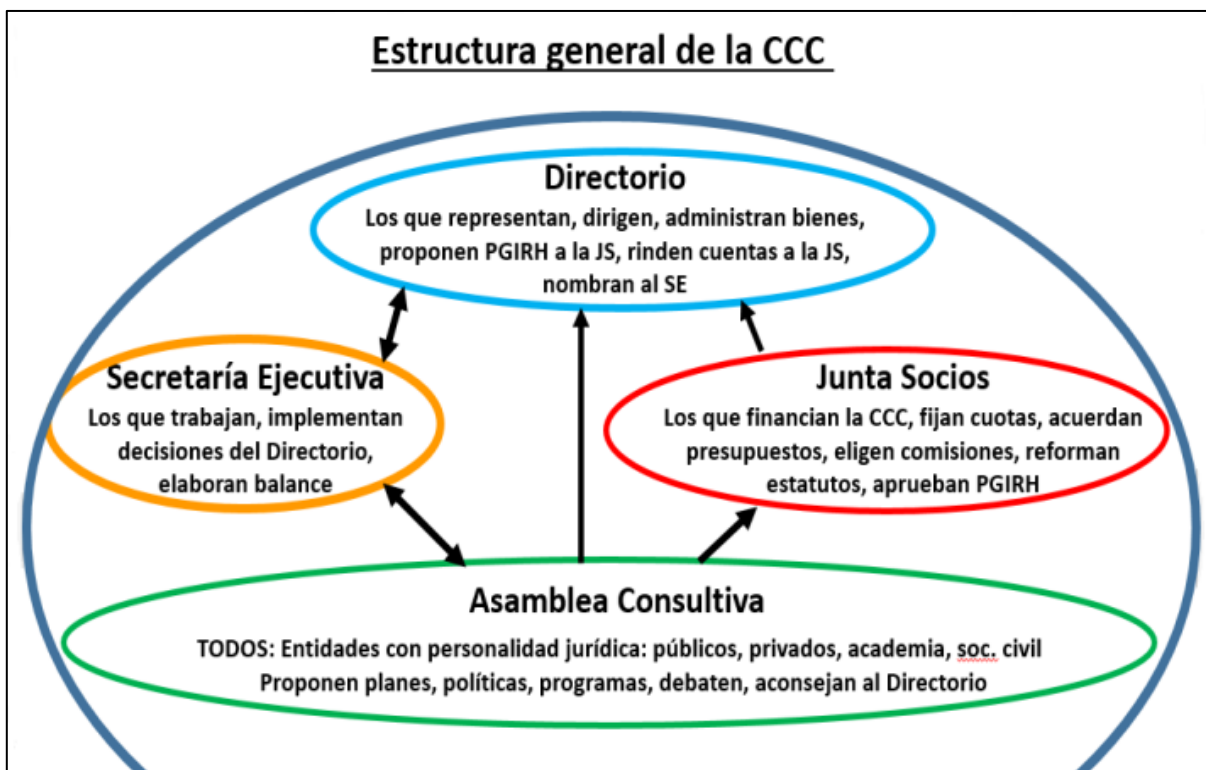 Estructura general de la CCC
Directorio
Los que representan, dirigen, administran bienes,
proponen PGIRH a la JS, rinden cuentas a la JS,
nombran al SE
Secretaría Ejecutiva
Los que trabajan, implementan
decisiones del Directorio,
elaboran balance
Junta Socios
Los que financian la CCC, fijan cuotas, acuerdan
presupuestos, eligen comisiones, reforman
estatutos, aprueban PGIRH
Asamblea Consultiva
TODOS: Entidades con personalidad jurídica: públicos, privados, academia, soc. civil
Proponen planes, políticas, programas, debaten, aconsejan al Directorio